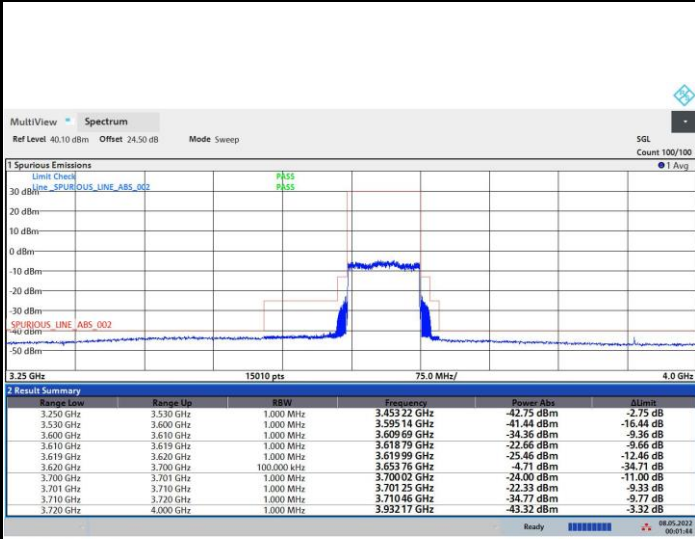 MultiView Spectrum
Ref Level 40.10 dBm Offset 24.50 dB Mode Sweep SGL
Count 100/100
1 Spurious Emissions 1 Avg
Limit Check PASS
Line _SPURIOUS_LINE_ABS_002 PASS
30 dBm
20 dBm
10 dBm
0 dBm
-10 dBm
-20 dBm
-30 dBm
SPURIOUS_LINE_ABS_002
-40 dBm
-50 dBm
3.25 GHz 15010 pts 75.0 MHz/ 4.0 GHz
2 Result Summary
Range Low Range Up RBW Frequency Power Abs ΔLimit
3.250 GHz 3.530 GHz 1.000 MHz 3.453 22 GHz -42.75 dBm -2.75 dB
3.530 GHz 3.600 GHz 1.000 MHz 3.595 14 GHz -41.44 dBm -16.44 dB
3.600 GHz 3.610 GHz 1.000 MHz 3.609 69 GHz -34.36 dBm -9.36 dB
3.610 GHz 3.619 GHz 1.000 MHz 3.618 79 GHz -22.66 dBm -9.66 dB
3.619 GHz 3.620 GHz 1.000 MHz 3.619 99 GHz -25.46 dBm -12.46 dB
3.620 GHz 3.700 GHz 100.000 kHz 3.653 76 GHz -4.71 dBm -34.71 dB
3.700 GHz 3.701 GHz 1.000 MHz 3.700 02 GHz -24.00 dBm -11.00 dB
3.701 GHz 3.710 GHz 1.000 MHz 3.701 25 GHz -22.33 dBm -9.33 dB
3.710 GHz 3.720 GHz 1.000 MHz 3.710 46 GHz -34.77 dBm -9.77 dB
3.720 GHz 4.000 GHz 1.000 MHz 3.932 17 GHz -43.32 dBm -3.32 dB
Ready 08.05.2022
00:01:44